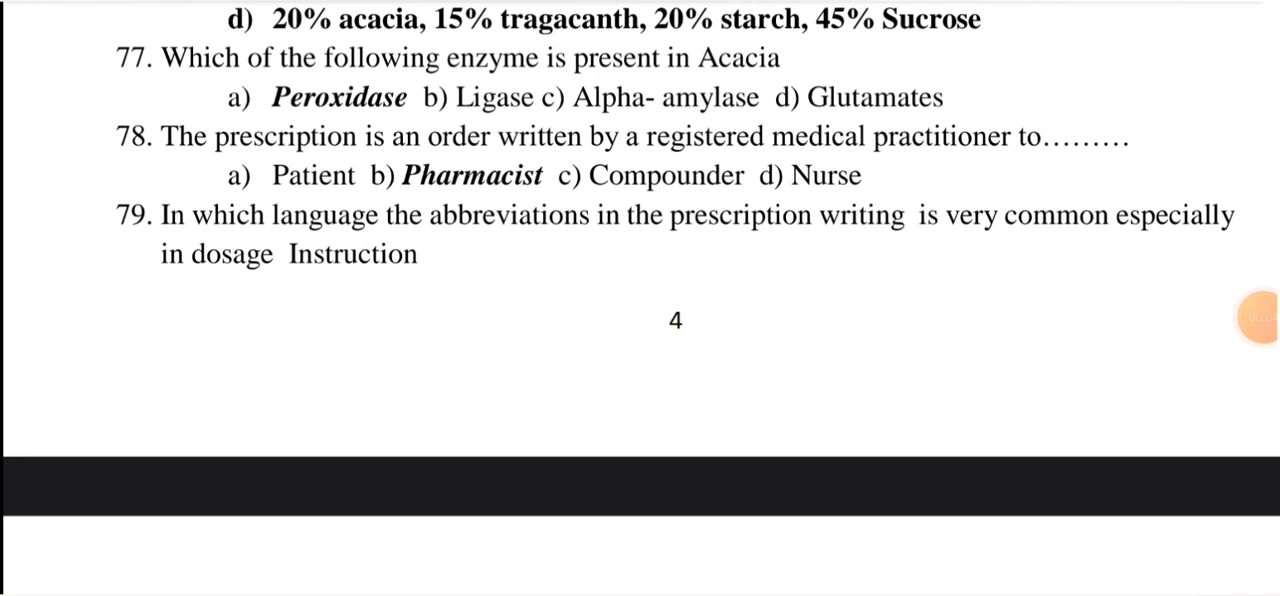 d) 20% acacia, 15% tragacanth, 20% starch, 45% Sucrose
77. Which of the following enzyme is present in Acacia
a) Peroxidase b) Ligase c) Alpha- amylase d) Glutamates
78. The prescription is an order written by a registered medical practitioner to.........
a) Patient b) Pharmacist c) Compounder d) Nurse
79. In which language the abbreviations in the prescription writing is very common especially
in dosage Instruction
4